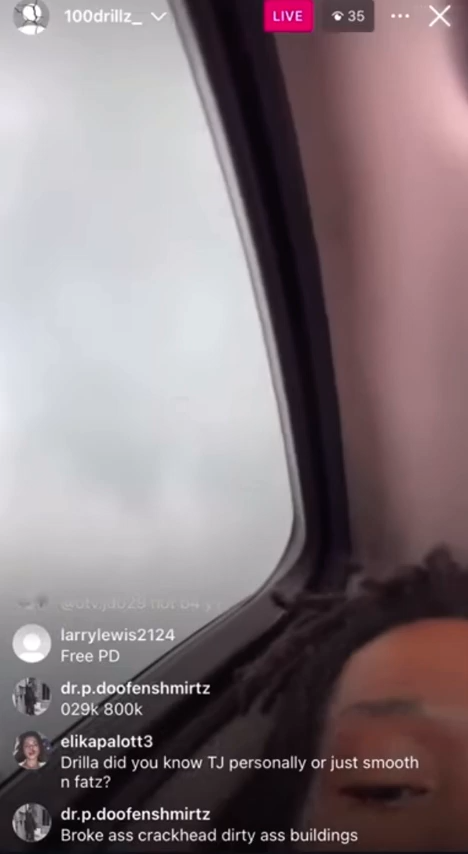 100drillz_
LIVE
35
larrylewis2124
Free PD
dr.p.doofenshmirtz
029k 800k
elikapalott3
Drilla did you know TJ personally or just smooth
n fatz?
dr.p.doofenshmirtz
Broke ass crackhead dirty ass buildings